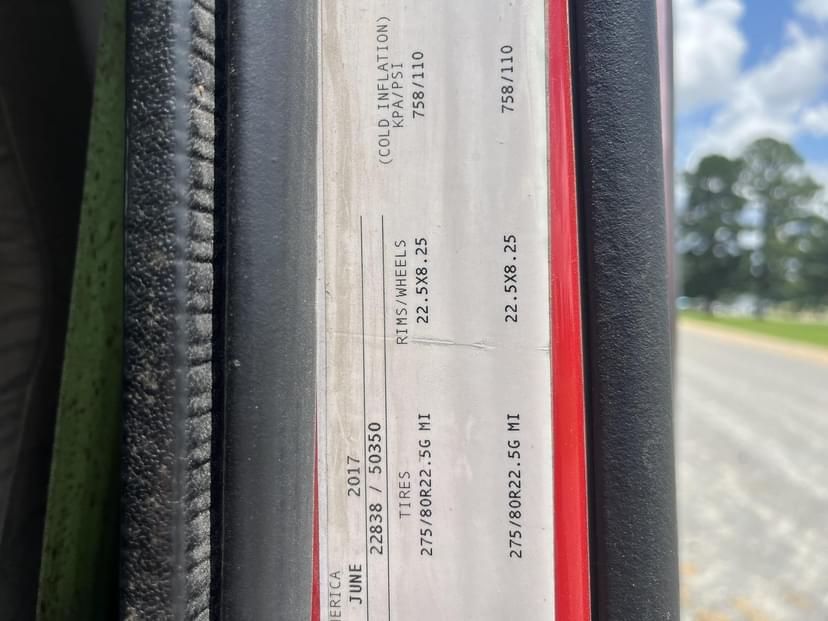 ERICA
JUNE 2017
22838 / 50350
(COLD INFLATION)
TIRES RIMS/WHEELS KPA/PSI
275/80R22.5G MI 22.5X8.25 758/110
275/80R22.5G MI 22.5X8.25 758/110